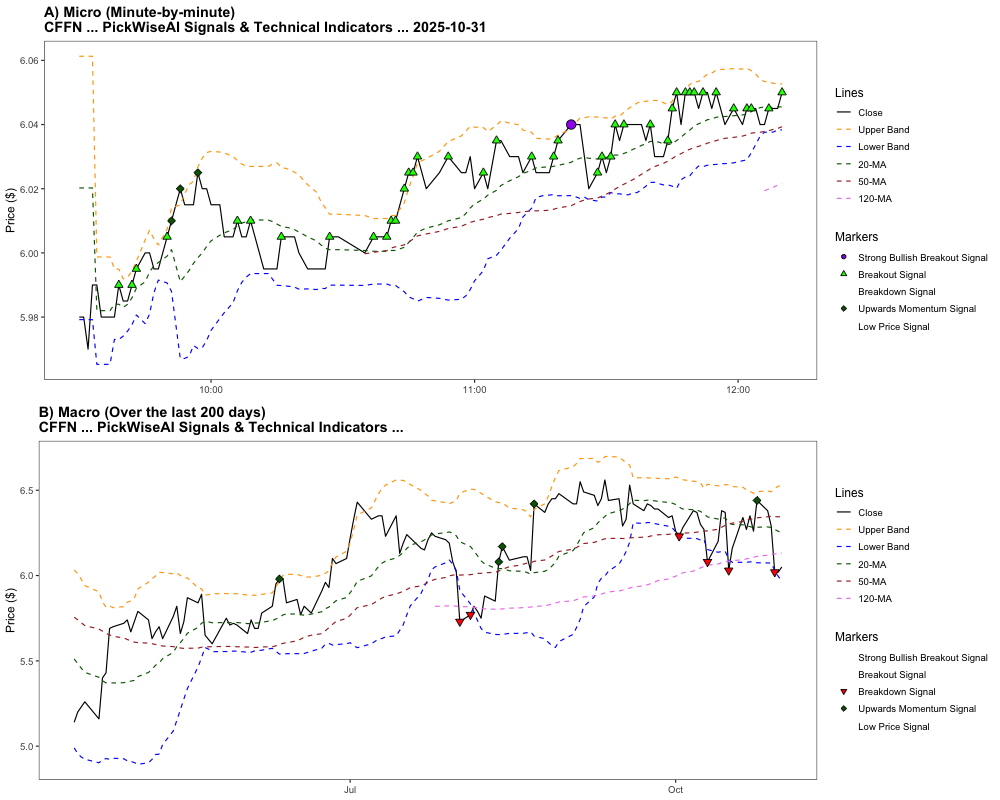 A) Micro (Minute-by-minute)
CFFN ... PickWiseAI Signals & Technical Indicators ... 2025-10-31
6.06
6.04
6.02
6.00
5.98
Price ($)
10:00
11:00
12:00
Lines
Close
Upper Band
Lower Band
20-MA
50-MA
120-MA
Markers
Strong Bullish Breakout Signal
Breakout Signal
Breakdown Signal
Upwards Momentum Signal
Low Price Signal
B) Macro (Over the last 200 days)
CFFN ... PickWiseAI Signals & Technical Indicators ...
6.5
6.0
5.5
5.0
Price ($)
Jul
Oct
Lines
Close
Upper Band
Lower Band
20-MA
50-MA
120-MA
Markers
Strong Bullish Breakout Signal
Breakout Signal
Breakdown Signal
Upwards Momentum Signal
Low Price Signal